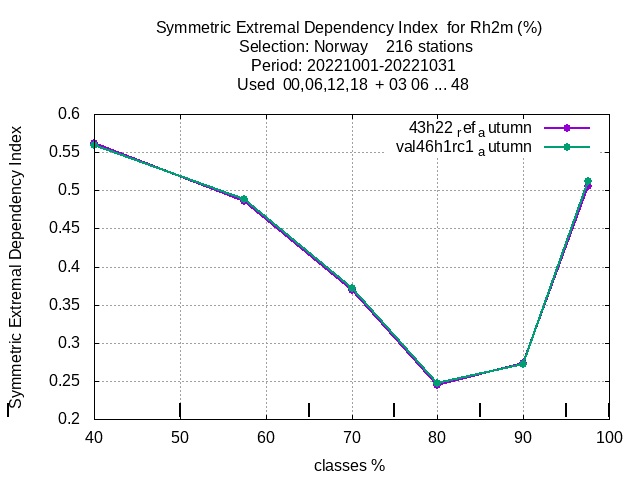 Symmetric Extremal Dependency Index for Rh2m (%)
Selection: Norway 216 stations
Period: 20221001-20221031
Used 00,06,12,18 + 03 06 ... 48
43h22 ref autumn
val46h1rc1 autumn
Symmetric Extremal Dependency Index
0.6
0.55
0.5
0.45
0.4
0.35
0.3
0.25
0.2
40 50 60 70 80 90 100
classes %